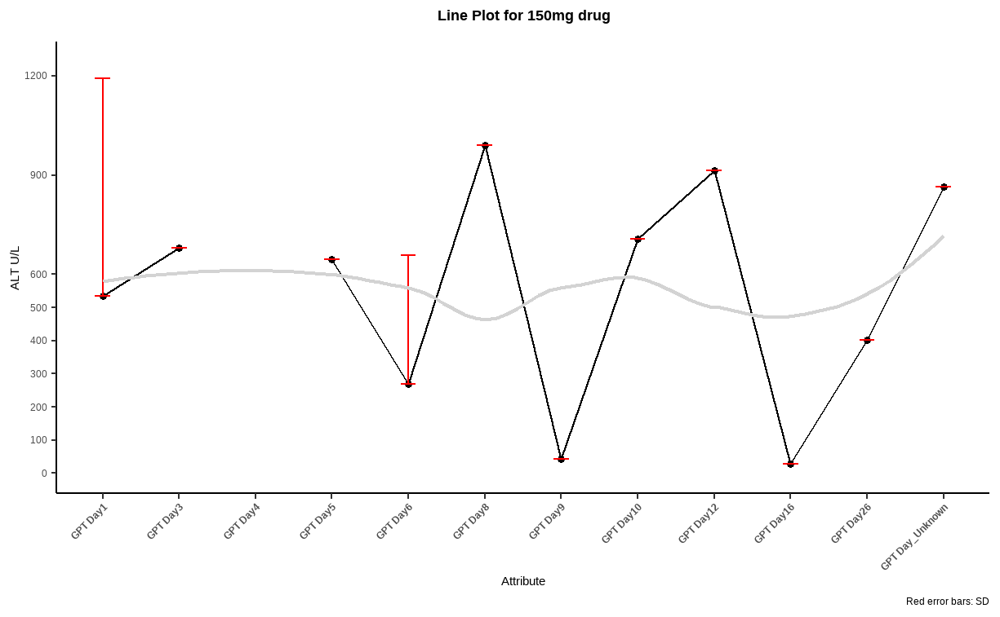 Line Plot for 150mg drug
ALT U/L
1200
900
600
500
400
300
200
100
0
GPT Day1
GPT Day3
GPT Day4
GPT Day5
GPT Day6
GPT Day8
GPT Day9
GPT Day10
GPT Day12
GPT Day16
GPT Day26
GPT Day_Unknown
Attribute
Red error bars: SD